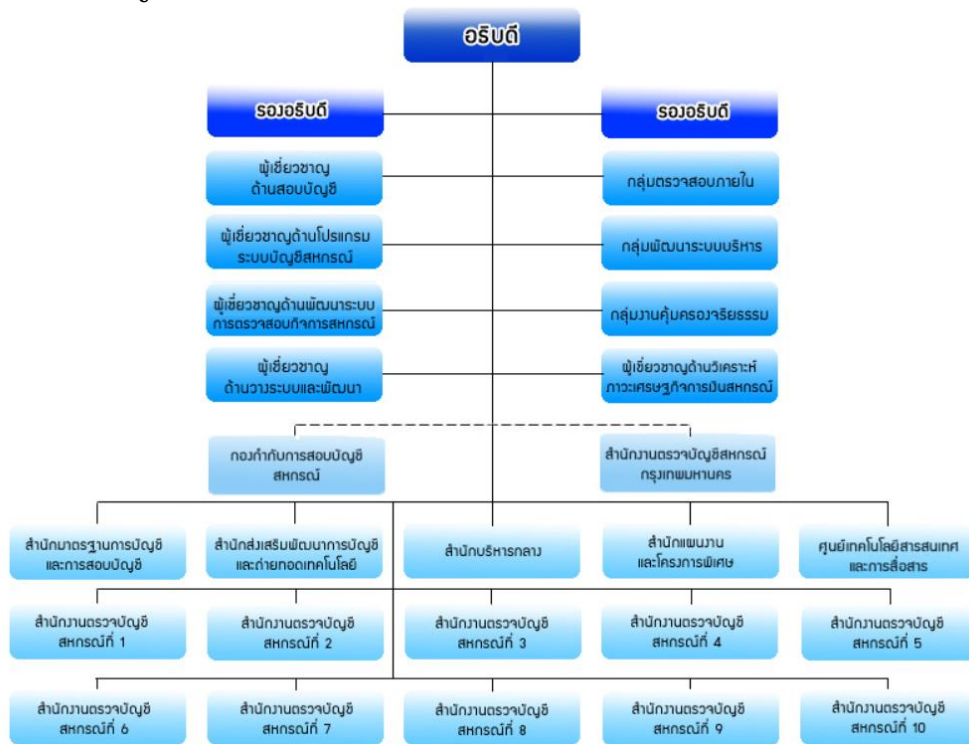 อธิบดี
รองอธิบดี
รองอธิบดี
ผู้เชี่ยวชาญ
ด้านสอบบัญชี
กลุ่มตรวจสอบภายใน
ผู้เชี่ยวชาญด้านโปรแกรม
ระบบบัญชีสหกรณ์
กลุ่มพัฒนาระบบบริหาร
ผู้เชี่ยวชาญด้านพัฒนาระบบ
การตรวจสอบกิจการสหกรณ์
กลุ่มงานคุ้มครองจริยธรรม
ผู้เชี่ยวชาญ
ด้านวางระบบและพัฒนา
ผู้เชี่ยวชาญด้านวิเคราะห์
ภาวะเศรษฐกิจการเงินสหกรณ์
กองกำกับการสอบบัญชี
สหกรณ์
สำนักงานตรวจบัญชีสหกรณ์
กรุงเทพมหานคร
สำนักมาตรฐานการบัญชี
และการสอบบัญชี
สำนักส่งเสริมพัฒนาการบัญชี
และถ่ายทอดเทคโนโลยี
สำนักบริหารกลาง
สำนักแผนงาน
และโครงการพิเศษ
ศูนย์เทคโนโลยีสารสนเทศ
และการสื่อสาร
สำนักงานตรวจบัญชี
สหกรณ์ที่ 1
สำนักงานตรวจบัญชี
สหกรณ์ที่ 2
สำนักงานตรวจบัญชี
สหกรณ์ที่ 3
สำนักงานตรวจบัญชี
สหกรณ์ที่ 4
สำนักงานตรวจบัญชี
สหกรณ์ที่ 5
สำนักงานตรวจบัญชี
สหกรณ์ที่ 6
สำนักงานตรวจบัญชี
สหกรณ์ที่ 7
สำนักงานตรวจบัญชี
สหกรณ์ที่ 8
สำนักงานตรวจบัญชี
สหกรณ์ที่ 9
สำนักงานตรวจบัญชี
สหกรณ์ที่ 10